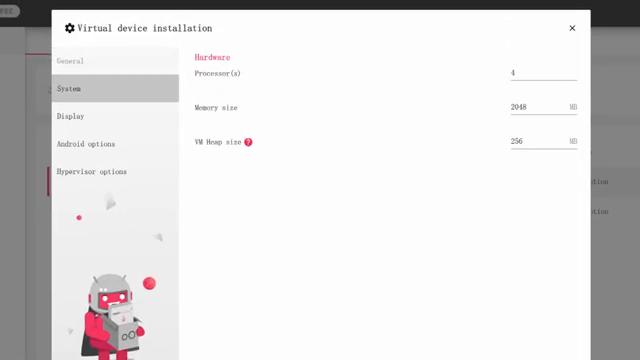 Virtual device installation
General
System
Display
Android options
Hypervisor options
Hardware
Processor(s) 4
Memory size 2048 MB
VM Heap size ? 256 MB